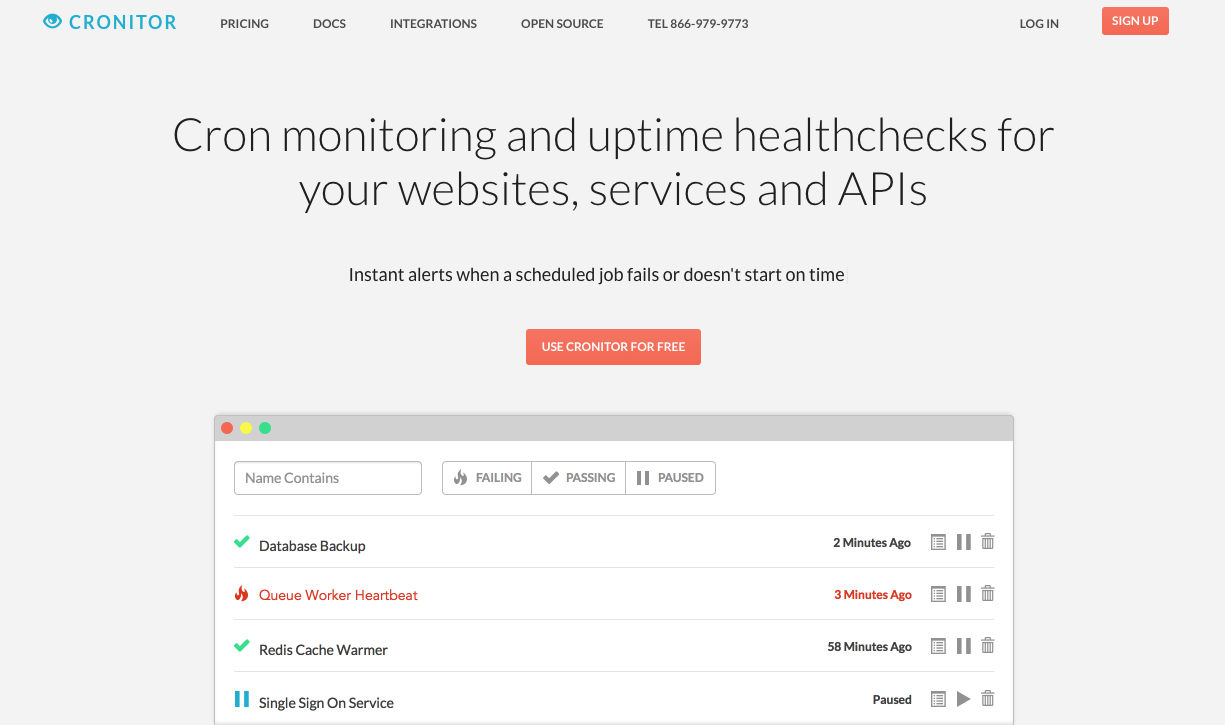 CRONITOR PRICING DOCS INTEGRATIONS OPEN SOURCE TEL 866-979-9773 LOG IN SIGN UP
Cron monitoring and uptime healthchecks for
your websites, services and APIs
Instant alerts when a scheduled job fails or doesn't start on time
USE CRONITOR FOR FREE
Name Contains FAILING PASSING PAUSED
Database Backup 2 Minutes Ago
Queue Worker Heartbeat 3 Minutes Ago
Redis Cache Warmer 58 Minutes Ago
Single Sign On Service Paused